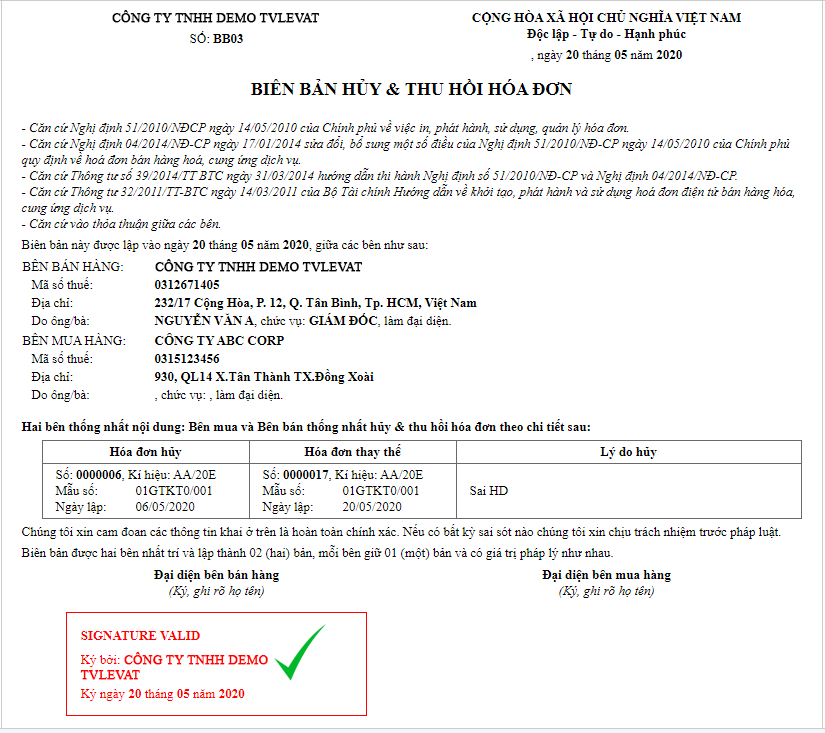 CÔNG TY TNHH DEMO TVLEVAT
SỐ: BB03
CỘNG HÒA XÃ HỘI CHỦ NGHĨA VIỆT NAM
Độc lập - Tự do - Hạnh phúc
, ngày 20 tháng 05 năm 2020
BIÊN BẢN HỦY & THU HỒI HÓA ĐƠN
- Căn cứ Nghị định 51/2010/NĐCP ngày 14/05/2010 của Chính phủ về việc in, phát hành, sử dụng, quản lý hóa đơn.
- Căn cứ Nghị định 04/2014/NĐ-CP ngày 17/01/2014 sửa đổi, bổ sung một số điều của Nghị định 51/2010/NĐ-CP ngày 14/05/2010 của Chính phủ
quy định về hoá đơn bán hàng hoá, cung ứng dịch vụ.
- Căn cứ Thông tư số 39/2014/TT BTC ngày 31/03/2014 hướng dẫn thi hành Nghị định số 51/2010/NĐ-CP và Nghị định 04/2014/NĐ-CP.
- Căn cứ Thông tư 32/2011/TT-BTC ngày 14/03/2011 của Bộ Tài chính Hướng dẫn về khởi tạo, phát hành và sử dụng hoá đơn điện tử bán hàng hóa,
cung ứng dịch vụ.
- Căn cứ vào thỏa thuận giữa các bên.
Biên bản này được lập vào ngày 20 tháng 05 năm 2020, giữa các bên như sau:
BÊN BÁN HÀNG: CÔNG TY TNHH DEMO TVLEVAT
Mã số thuế: 0312671405
Địa chỉ: 232/17 Cộng Hòa, P. 12, Q. Tân Bình, Tp. HCM, Việt Nam
Do ông/bà: NGUYỄN VĂN A, chức vụ: GIÁM ĐỐC, làm đại diện.
BÊN MUA HÀNG: CÔNG TY ABC CORP
Mã số thuế: 0315123456
Địa chỉ: 930, QL14 X.Tân Thành TX.Đồng Xoài
Do ông/bà: , chức vụ: , làm đại diện.
Hai bên thống nhất nội dung: Bên mua và Bên bán thống nhất hủy & thu hồi hóa đơn theo chi tiết sau:
Hóa đơn hủy Hóa đơn thay thế Lý do hủy
Số: 0000006, Kí hiệu: AA/20E Số: 0000017, Kí hiệu: AA/20E
Mẫu số: 01GTKT0/001 Mẫu số: 01GTKT0/001 Sai HD
Ngày lập: 06/05/2020 Ngày lập: 20/05/2020
Chúng tôi xin cam đoan các thông tin khai ở trên là hoàn toàn chính xác. Nếu có bất kỳ sai sót nào chúng tôi xin chịu trách nhiệm trước pháp luật.
Biên bản được hai bên nhất trí và lập thành 02 (hai) bản, mỗi bên giữ 01 (một) bản và có giá trị pháp lý như nhau.
Đại diện bên bán hàng Đại diện bên mua hàng
(Ký, ghi rõ họ tên) (Ký, ghi rõ họ tên)
SIGNATURE VALID
Ký bởi: CÔNG TY TNHH DEMO
TVLEVAT
Ký ngày 20 tháng 05 năm 2020